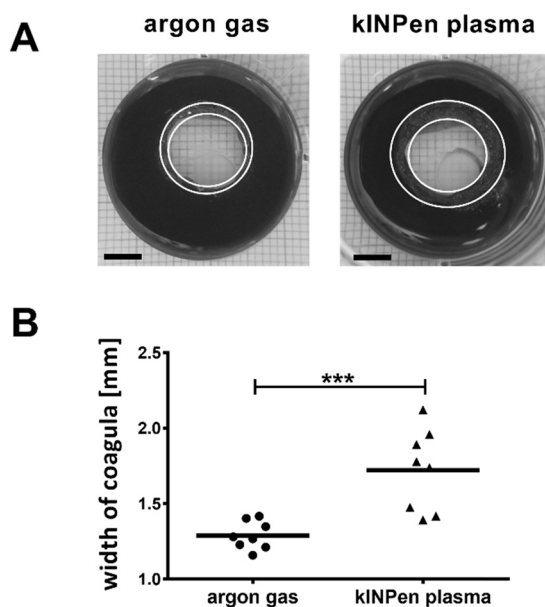 A
argon gas kINPen plasma
B
width of coagula [mm]
2.5
2.0
1.5
1.0
***
argon gas kINPen plasma